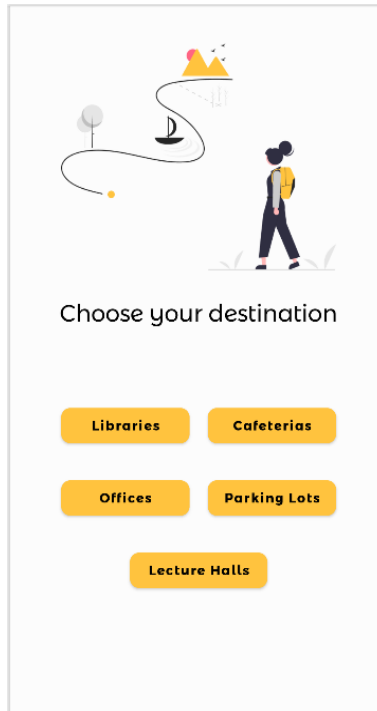 Choose your destination
Libraries
Cafeterias
Offices
Parking Lots
Lecture Halls